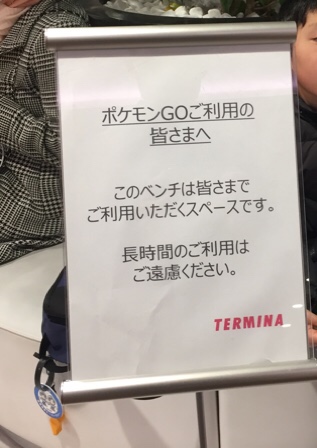 ポケモンGOご利用の
皆さまへ
このベンチは皆さまで
ご利用いただくスペースです。
長時間のご利用は
ご遠慮ください。
TERMINA